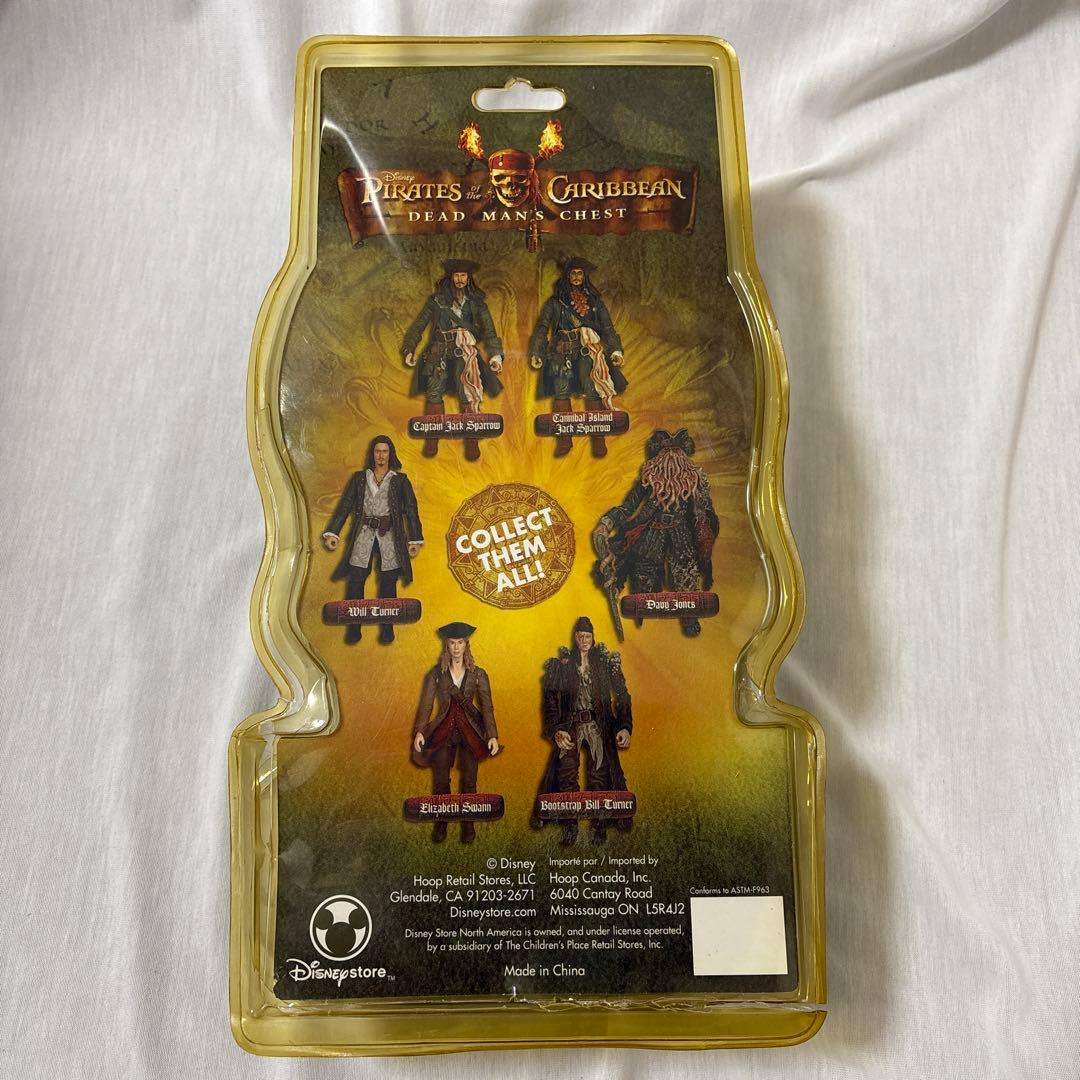 Disney
PIRATES of the CARIBBEAN
DEAD MAN'S CHEST
Captain Jack Sparrow
Cannibal Island
Jack Sparrow
Will Turner
COLLECT
THEM
ALL!
Davy Jones
Elizabeth Swann
Bootstrap Bill Turner
© Disney
Hoop Retail Stores, LLC
Glendale, CA 91203-2671
Disneystore.com
Importé par / Imported by
Hoop Canada, Inc.
6040 Cantay Road
Mississauga ON L5R4J2
Conforms to ASTM-F963
Disney Store North America is owned, and under license operated,
by a subsidiary of The Children's Place Retail Stores, Inc.
Disney store™
Made in China